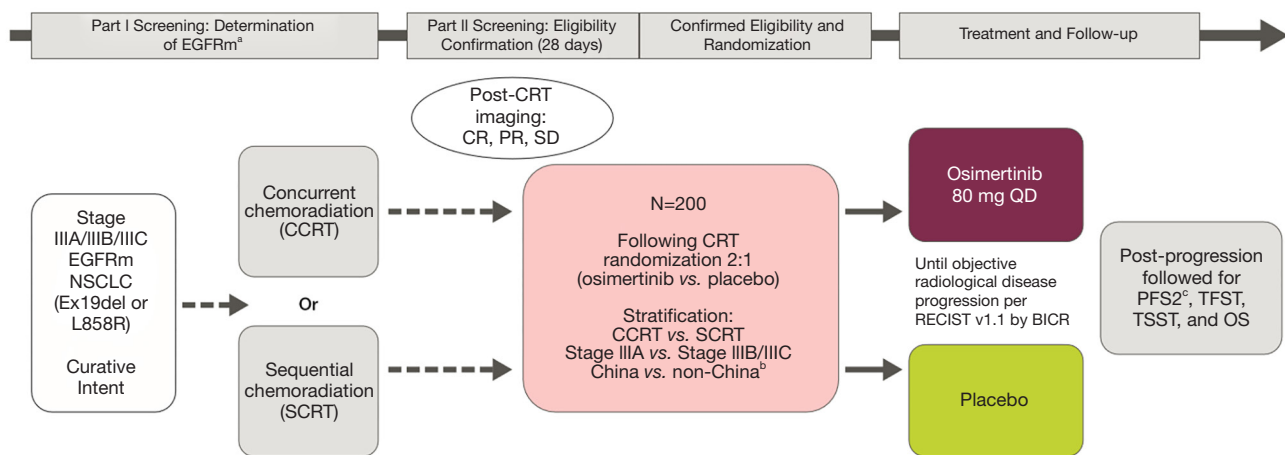 Part I Screening: Determination
of EGFRmᵃ
Part II Screening: Eligibility
Confirmation (28 days)
Confirmed Eligibility and
Randomization
Treatment and Follow-up
Post-CRT
imaging:
CR, PR, SD
Stage
IIIA/IIIB/IIIC
EGFRm
NSCLC
(Ex19del or
L858R)
Curative
Intent
Concurrent
chemoradiation
(CCRT)
Or
Sequential
chemoradiation
(SCRT)
N=200
Following CRT
randomization 2:1
(osimertinib vs. placebo)
Stratification:
CCRT vs. SCRT
Stage IIIA vs. Stage IIIB/IIIC
China vs. non-Chinaᵇ
Osimertinib
80 mg QD
Until objective
radiological disease
progression per
RECIST v1.1 by BICR
Placebo
Post-progression
followed for
PFS2ᶜ, TFST,
TSST, and OS